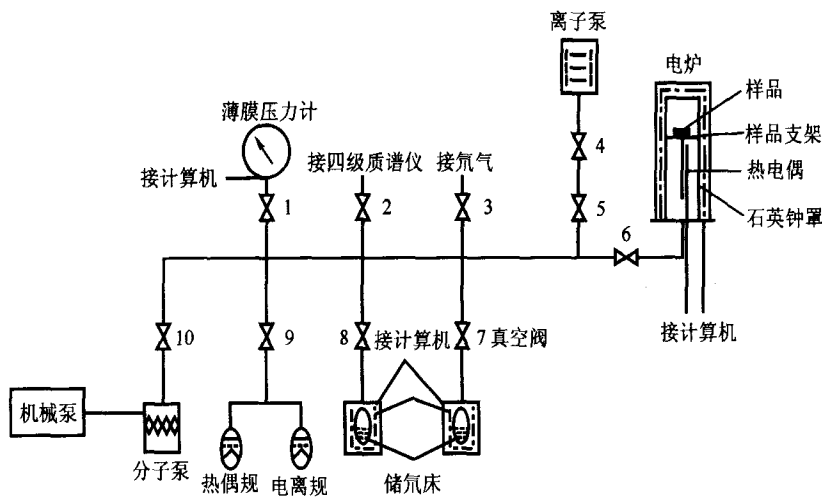 离子泵
电炉
样品
样品支架
热电偶
石英钟罩
薄膜压力计
接计算机
接四级质谱仪
接氘气
1
2
3
4
5
6
接计算机
10
9
8
接计算机
7 真空阀
机械泵
分子泵
热偶规
电离规
储氘床